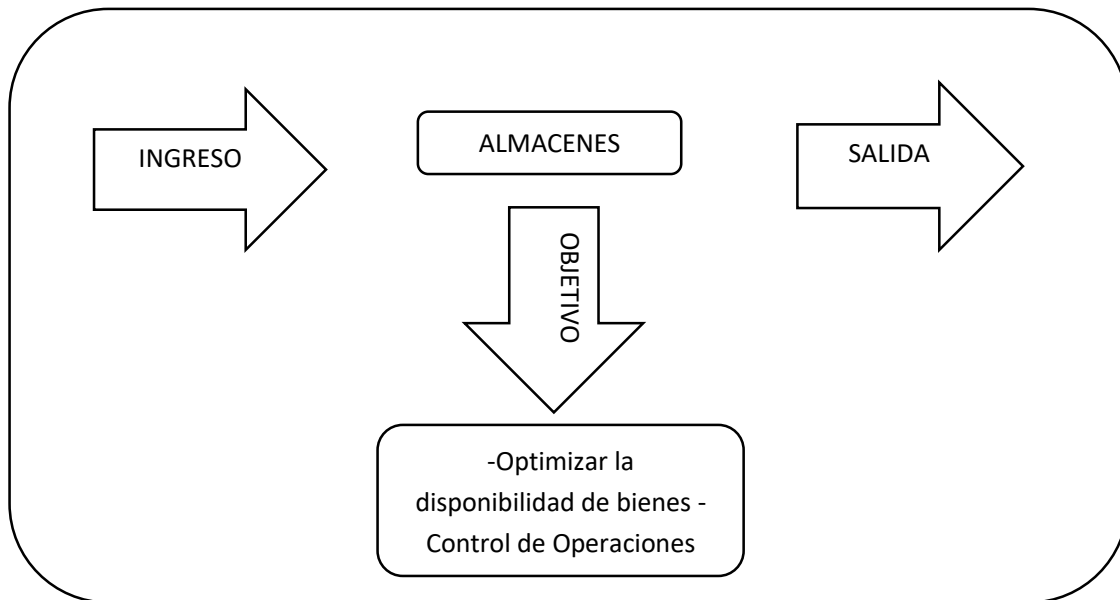 INGRESO
ALMACENES
SALIDA
OBJETIVO
-Optimizar la
disponibilidad de bienes -
Control de Operaciones